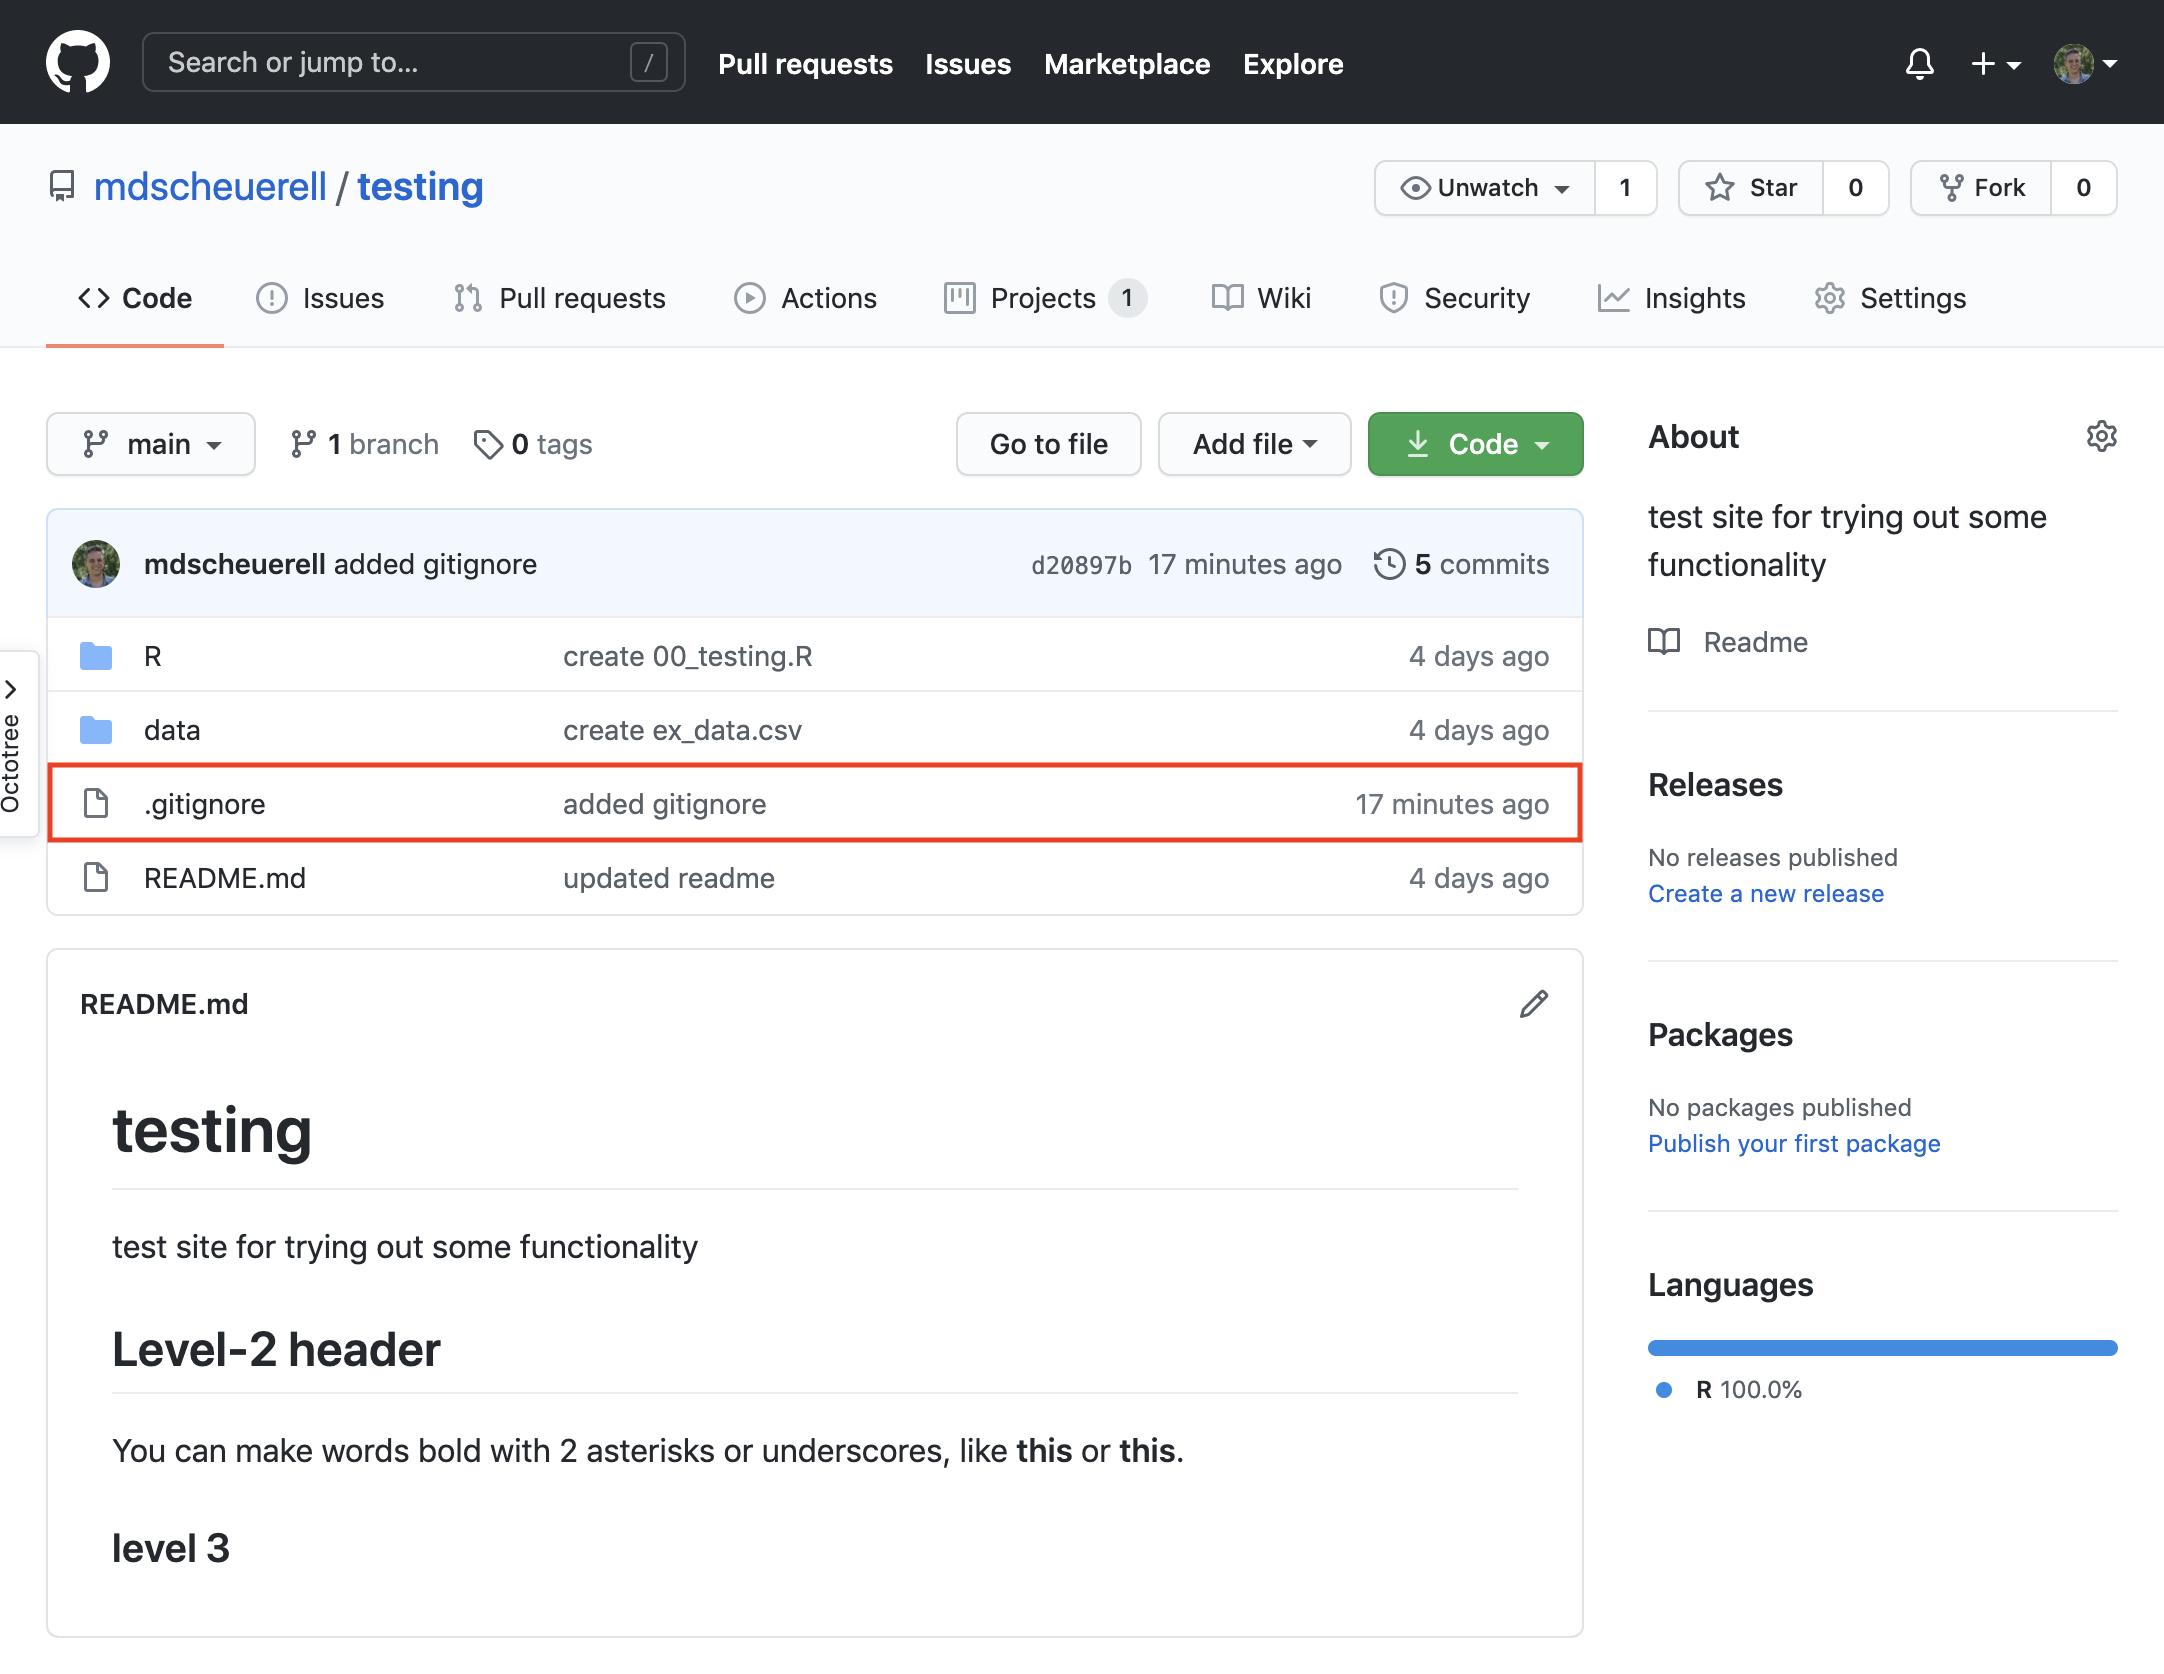 Search or jump to... /
Pull requests Issues Marketplace Explore
mdscheuerell / testing
Unwatch 1 Star 0 Fork 0
Code Issues Pull requests Actions Projects 1 Wiki Security Insights Settings
main 1 branch 0 tags Go to file Add file Code
mdscheuerell added gitignore d20897b 17 minutes ago 5 commits
R create 00_testing.R 4 days ago
data create ex_data.csv 4 days ago
.gitignore added gitignore 17 minutes ago
README.md updated readme 4 days ago
Octotree
README.md
testing
test site for trying out some functionality
Level-2 header
You can make words bold with 2 asterisks or underscores, like this or this.
level 3
About
test site for trying out some
functionality
Readme
Releases
No releases published
Create a new release
Packages
No packages published
Publish your first package
Languages
R 100.0%